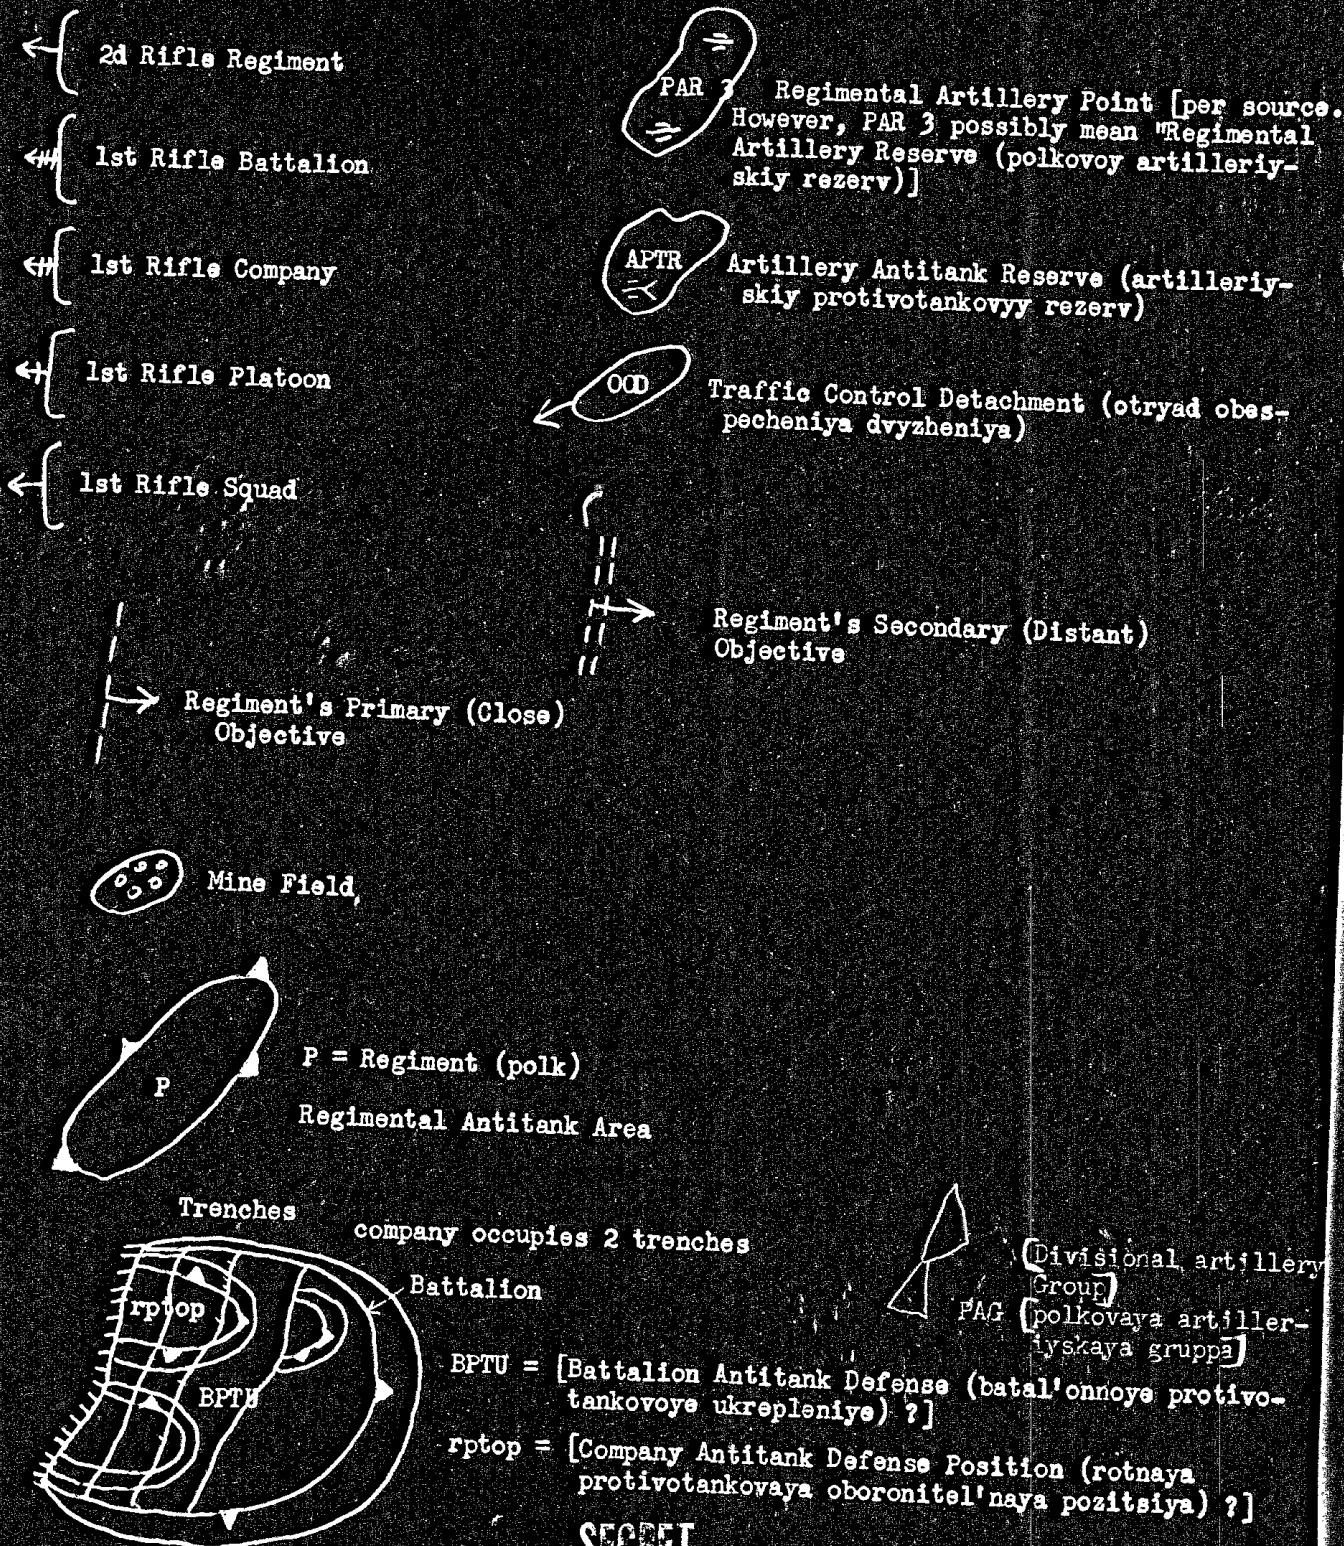 2d Rifle Regiment
1st Rifle Battalion
1st Rifle Company
1st Rifle Platoon
1st Rifle Squad
PAR 3
Regimental Artillery Point [per source.
However, PAR 3 possibly mean "Regimental
Artillery Reserve (polkovoy artilleriy-
skiy rezerv)]
APTR
Artillery Antitank Reserve (artilleriy-
skiy protivotankovyy rezerv)
OOD
Traffic Control Detachment (otryad obes-
pecheniya dvyzheniya)
Regiment's Secondary (Distant)
Objective
Regiment's Primary (Close)
Objective
Mine Field
P
P = Regiment (polk)
Regimental Antitank Area
Trenches
company occupies 2 trenches
Battalion
rptop
BPTU
[Divisional artillery
Group]
PAG [polkovaya artiller-
iyskaya gruppa]
BPTU = [Battalion Antitank Defense (batal'onnoye protivo-
tankovoye ukrepleniye) ?]
rptop = [Company Antitank Defense Position (rotnaya
protivotankovaya oboronitel'naya pozitsiya) ?]
SECRET